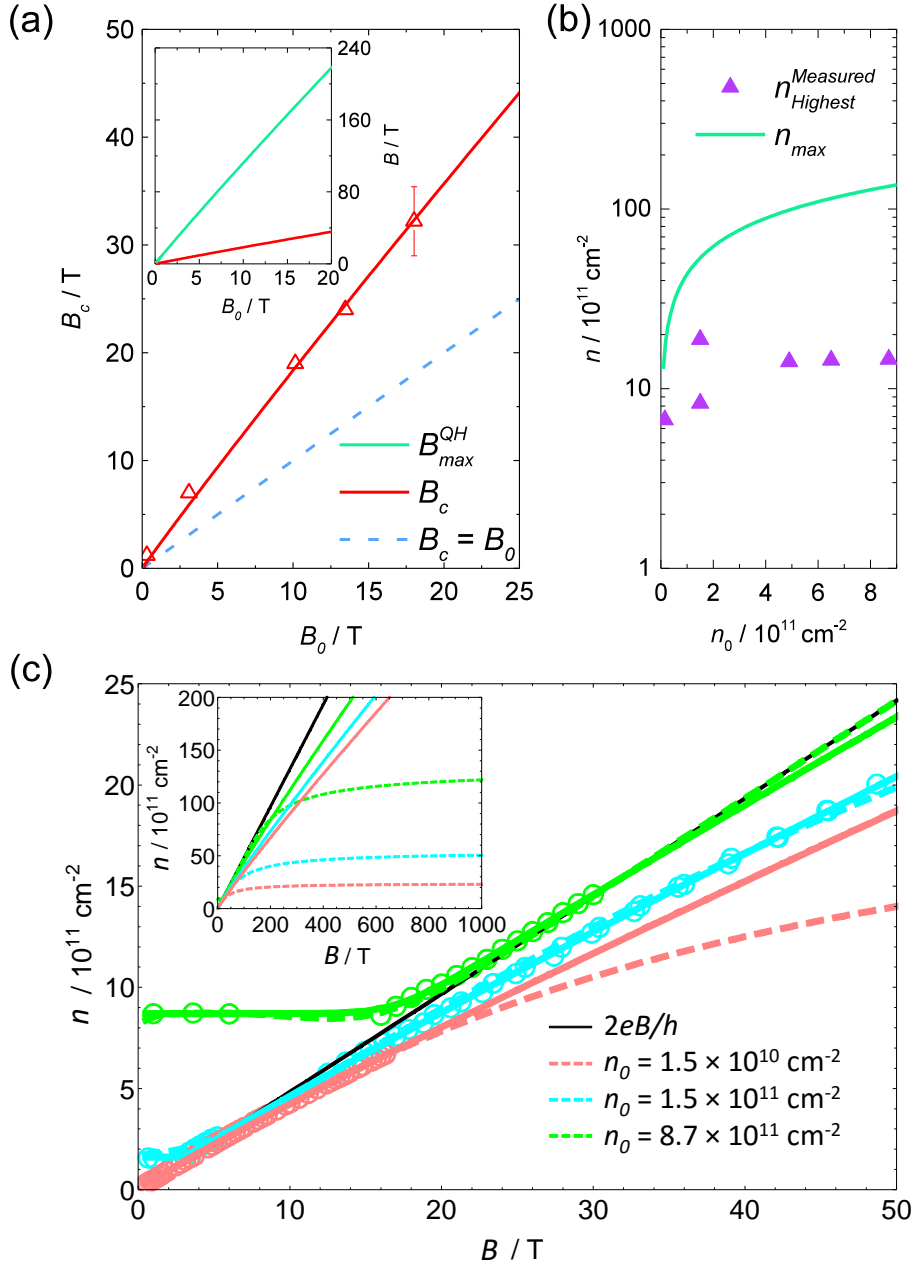 (a)
50
40
30
20
10
0
0 5 10 15 20 25
B_c / T
B_0 / T
240
160
80
0
0 5 10 15 20
B / T
B_0 / T
B_max^QH
B_c
B_c = B_0
(b)
1000
100
10
1
0 2 4 6 8
n / 10^11 cm^-2
n_0 / 10^11 cm^-2
n_Highest^Measured
n_max
(c)
25
20
15
10
5
0
0 10 20 30 40 50
n / 10^11 cm^-2
B / T
200
150
100
50
0
0 200 400 600 800 1000
n / 10^11 cm^-2
B / T
2eB/h
n_0 = 1.5 × 10^10 cm^-2
n_0 = 1.5 × 10^11 cm^-2
n_0 = 8.7 × 10^11 cm^-2